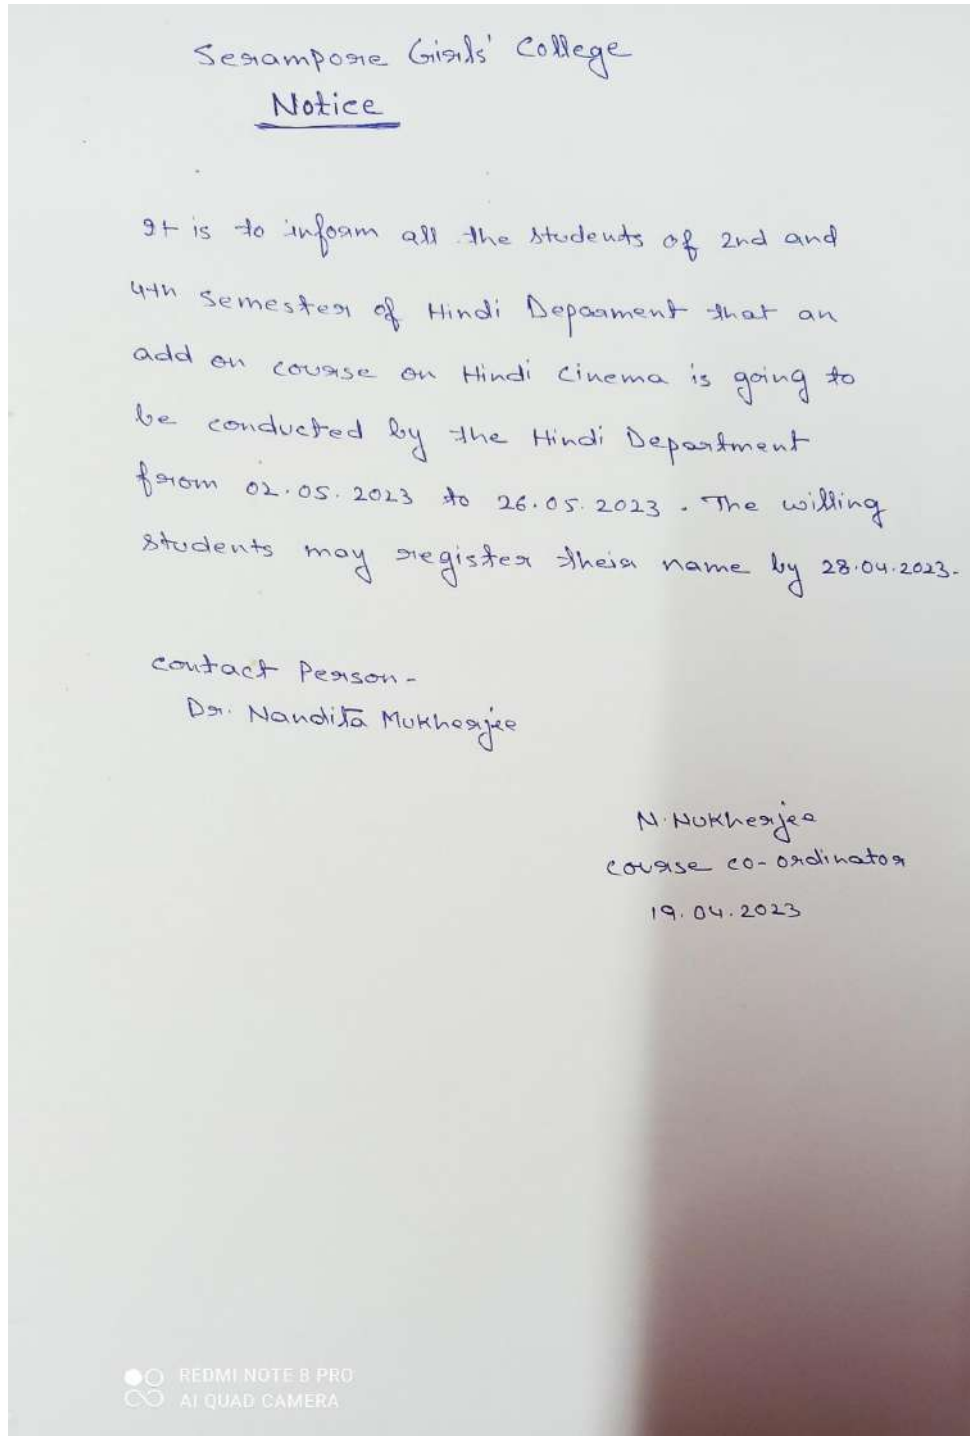 Serampore Girls' College
Notice
It is to inform all the students of 2nd and
4th Semester of Hindi Deparment that an
add on course on Hindi Cinema is going to
be conducted by the Hindi Department
from 02.05.2023 to 26.05.2023. The willing
students may register their name by 28.04.2023.
Contact Person -
Dr. Nandita Mukherjee
N. Mukherjee
Course co-ordinator
19.04.2023
REDMI NOTE 8 PRO
AI QUAD CAMERA